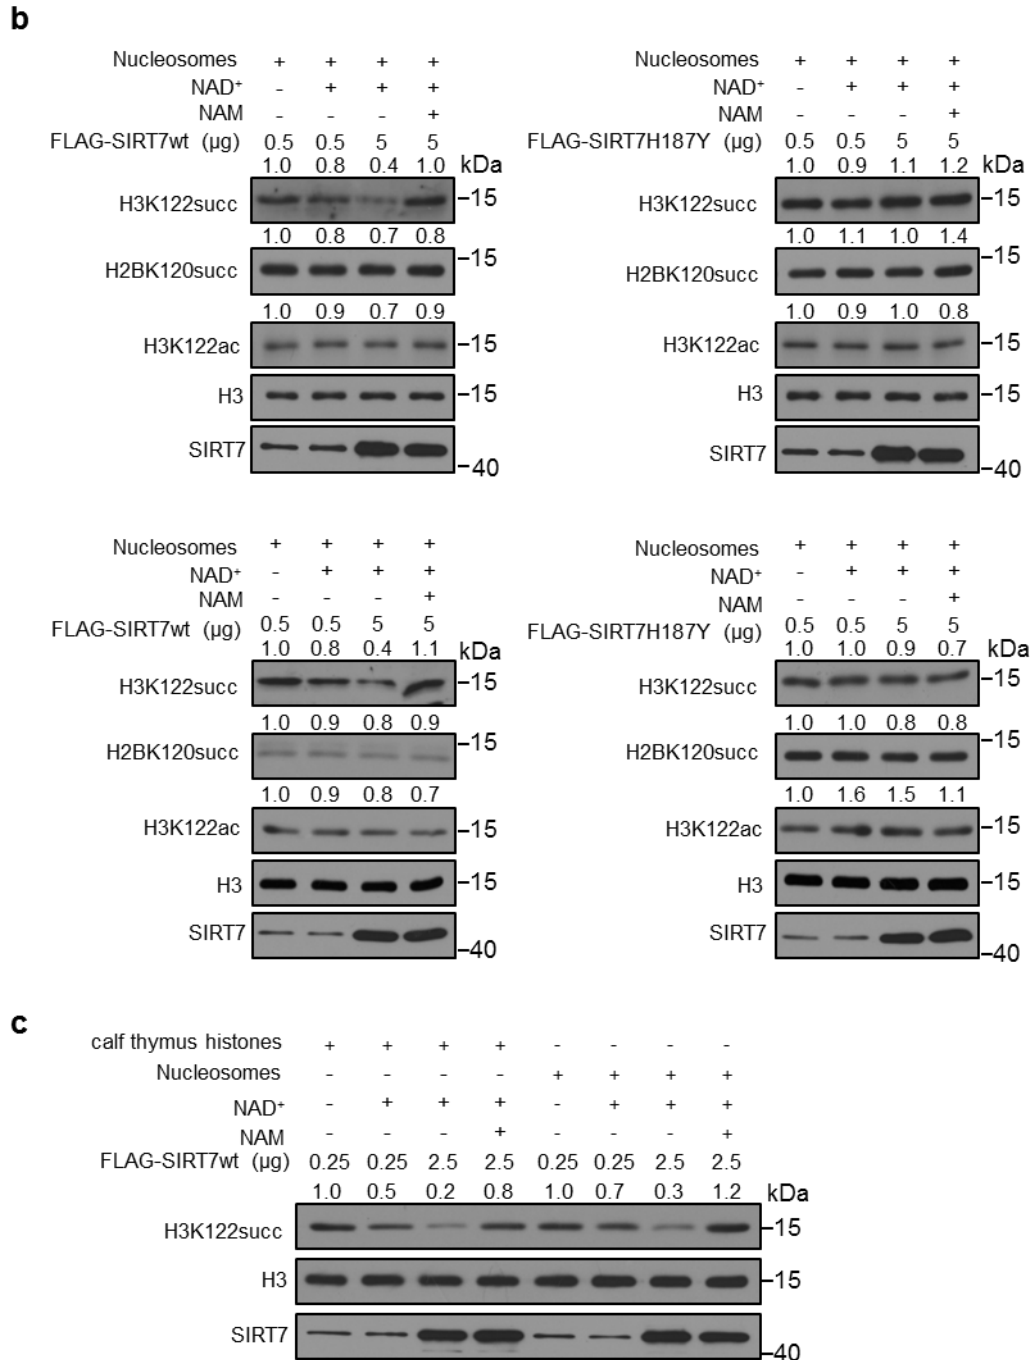 b
Nucleosomes + + + +
NAD+ - + + +
NAM - - - +
FLAG-SIRT7wt (µg) 0.5 0.5 5 5
1.0 0.8 0.4 1.0 kDa
H3K122succ –15
1.0 0.8 0.7 0.8
H2BK120succ –15
1.0 0.9 0.7 0.9
H3K122ac –15
H3 –15
SIRT7 –40
Nucleosomes + + + +
NAD+ - + + +
NAM - - - +
FLAG-SIRT7H187Y (µg) 0.5 0.5 5 5
1.0 0.9 1.1 1.2 kDa
H3K122succ –15
1.0 1.1 1.0 1.4
H2BK120succ –15
1.0 0.9 1.0 0.8
H3K122ac –15
H3 –15
SIRT7 –40
Nucleosomes + + + +
NAD+ - + + +
NAM - - - +
FLAG-SIRT7wt (µg) 0.5 0.5 5 5
1.0 0.8 0.4 1.1 kDa
H3K122succ –15
1.0 0.9 0.8 0.9
H2BK120succ –15
1.0 0.9 0.8 0.7
H3K122ac –15
H3 –15
SIRT7 –40
Nucleosomes + + + +
NAD+ - + + +
NAM - - - +
FLAG-SIRT7H187Y (µg) 0.5 0.5 5 5
1.0 1.0 0.9 0.7 kDa
H3K122succ –15
1.0 1.0 0.8 0.8
H2BK120succ –15
1.0 1.6 1.5 1.1
H3K122ac –15
H3 –15
SIRT7 –40
c
calf thymus histones + + + + - - - -
Nucleosomes - - - - + + + +
NAD+ - + + + - + + +
NAM - - - + - - - +
FLAG-SIRT7wt (µg) 0.25 0.25 2.5 2.5 0.25 0.25 2.5 2.5
1.0 0.5 0.2 0.8 1.0 0.7 0.3 1.2 kDa
H3K122succ –15
H3 –15
SIRT7 –40